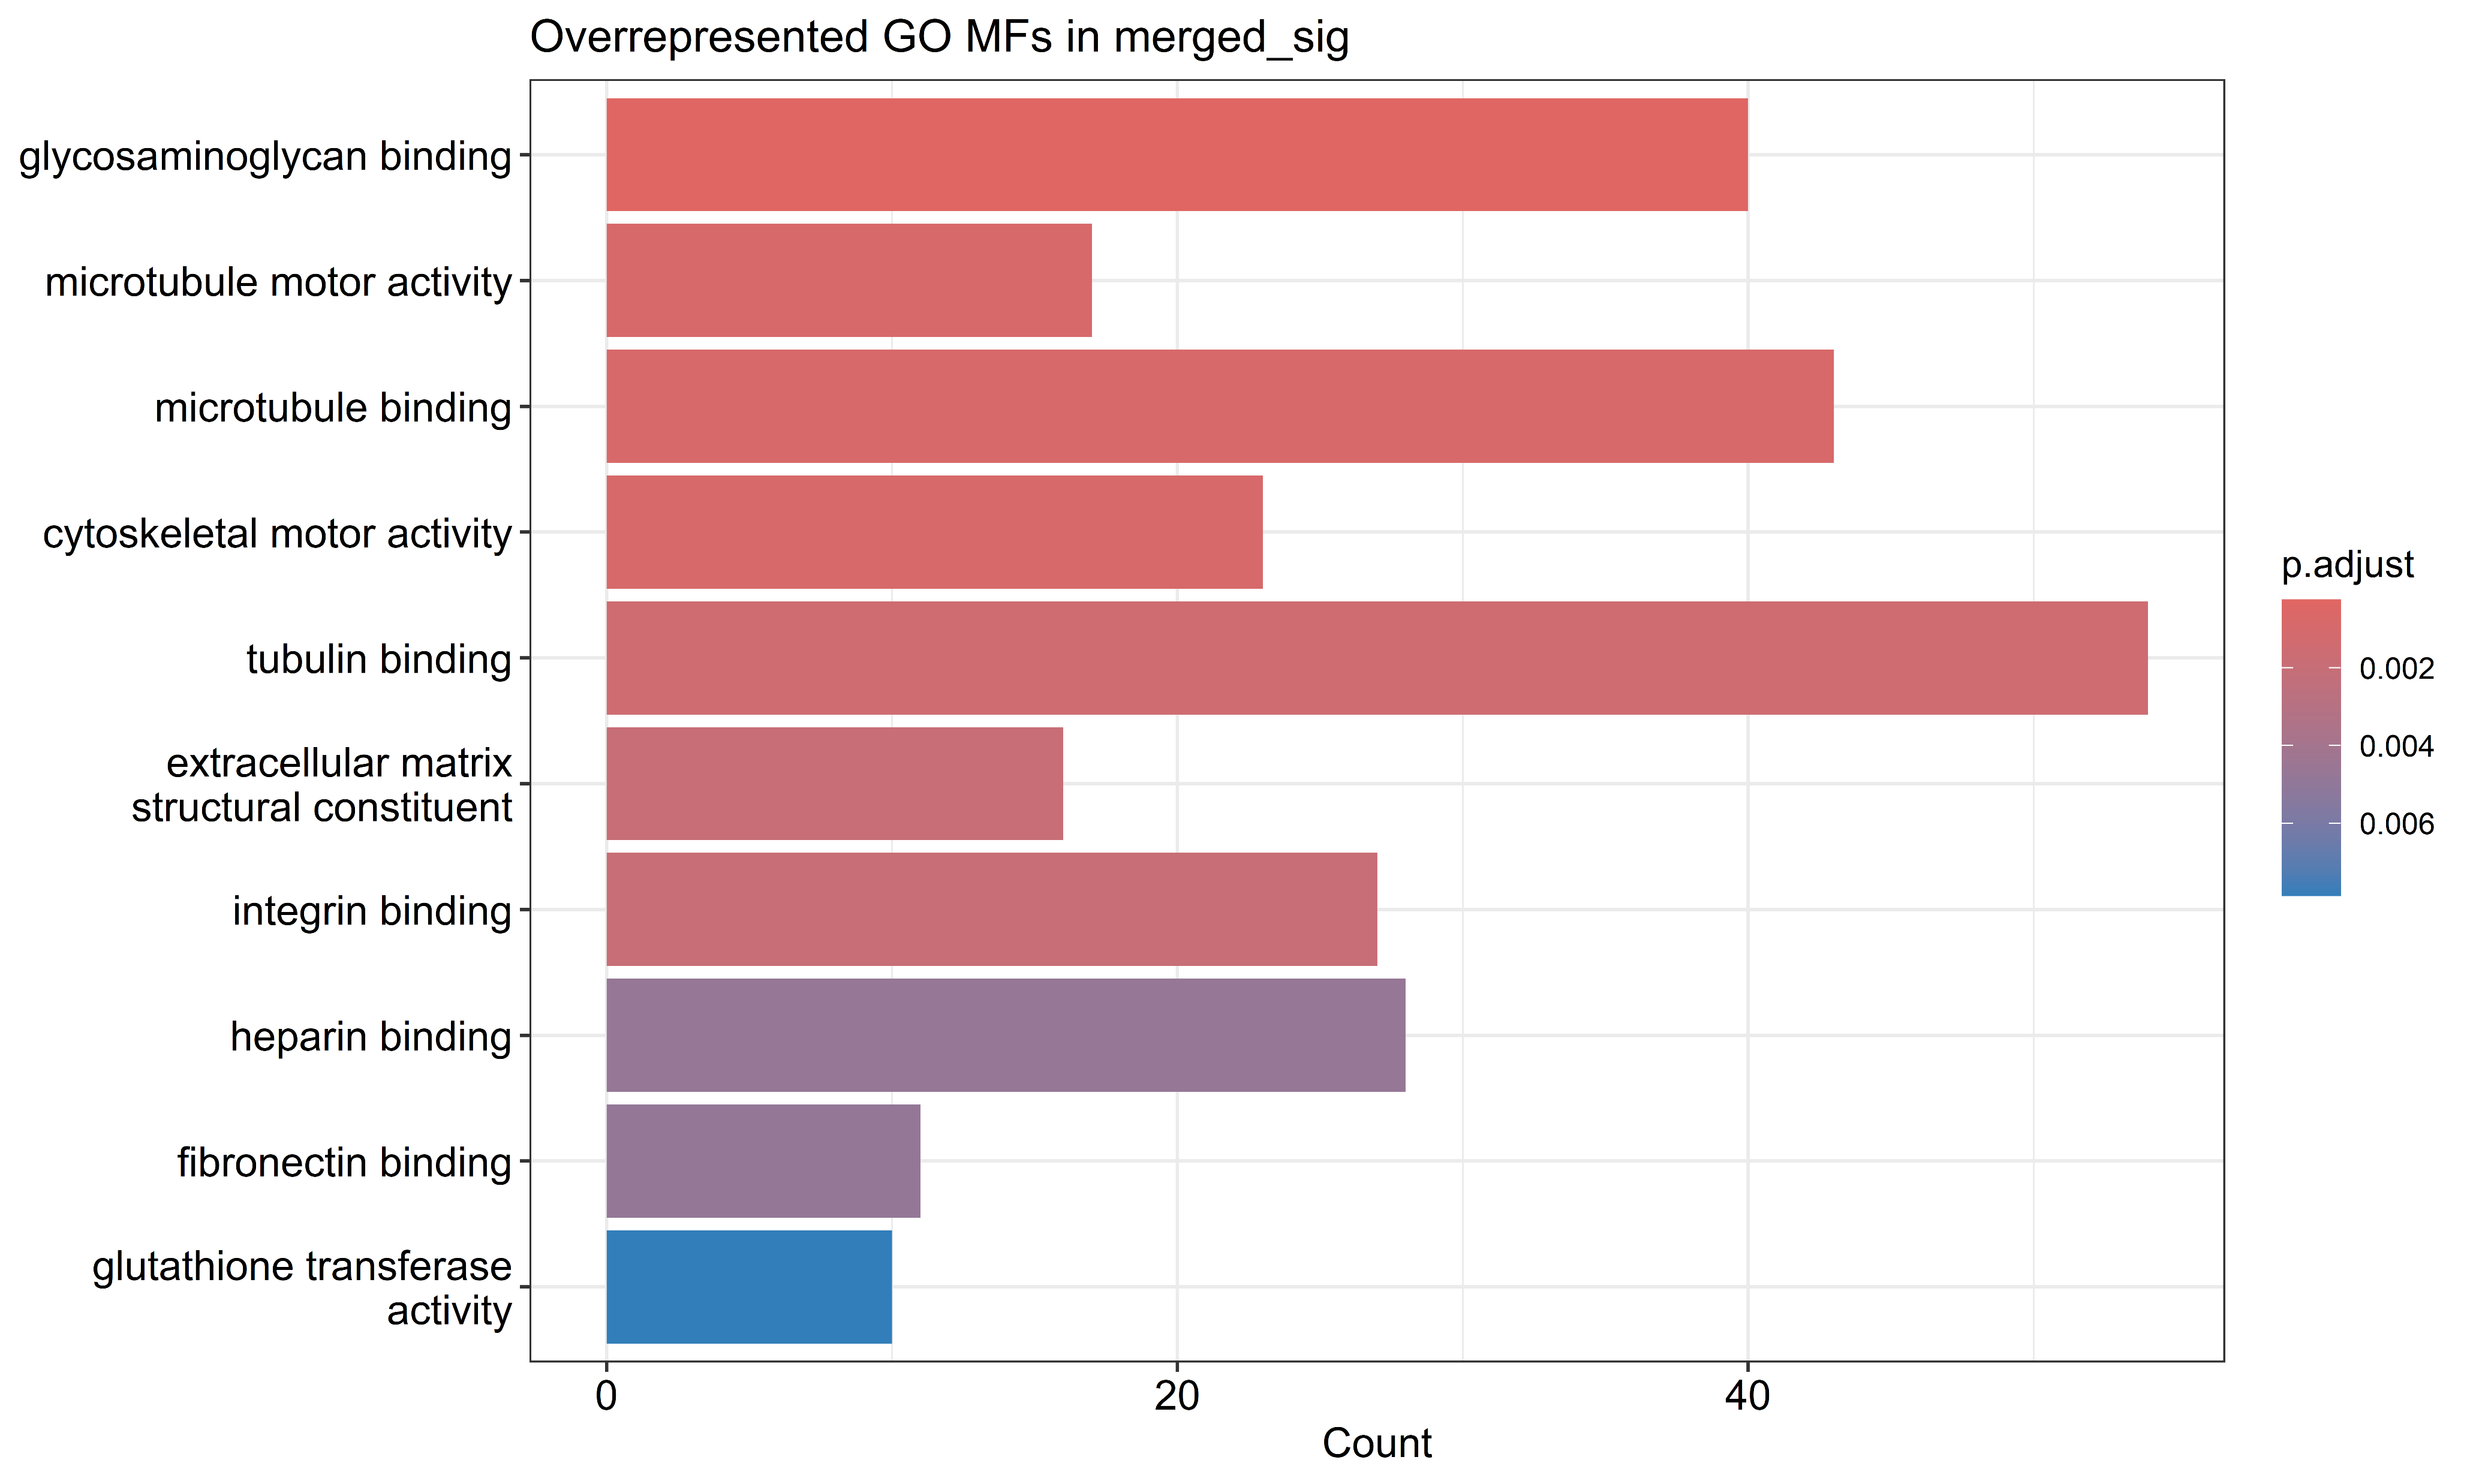 Overrepresented GO MFs in merged_sig
glycosaminoglycan binding
microtubule motor activity
microtubule binding
cytoskeletal motor activity
tubulin binding
extracellular matrix
structural constituent
integrin binding
heparin binding
fibronectin binding
glutathione transferase
activity
0
20
40
Count
p.adjust
0.002
0.004
0.006